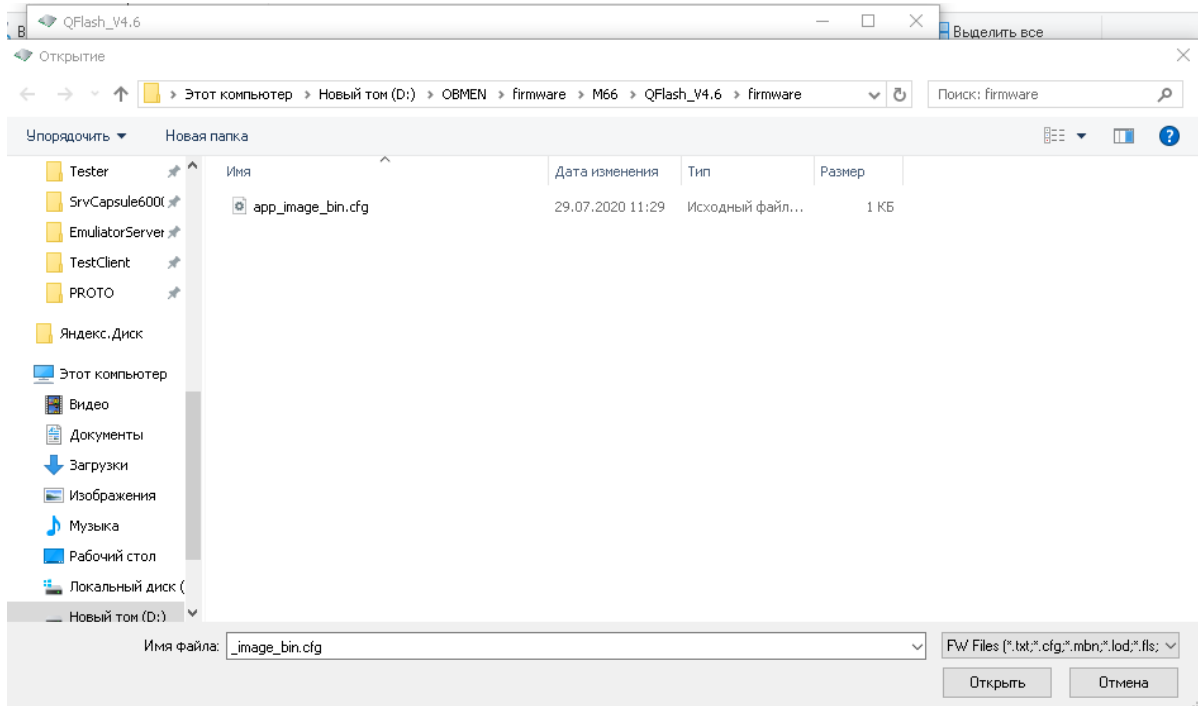 QFlash_V4.6
В
Выделить все
Открытие
Этот компьютер > Новый том (D:) > OBMEN > firmware > M66 > QFlash_V4.6 > firmware
Поиск: firmware
Упорядочить
Новая папка
Имя
Дата изменения
Тип
Размер
app_image_bin.cfg
29.07.2020 11:29
Исходный файл...
1 КБ
Tester
SrvCapsule600(
EmuliatorServer
TestClient
PROTO
Яндекс.Диск
Этот компьютер
Видео
Документы
Загрузки
Изображения
Музыка
Рабочий стол
Локальный диск (
Новый том (D:)
Имя файла:
_image_bin.cfg
FW Files (*.txt;*.cfg;*.mbn;*.lod;*.fls;
Открыть
Отмена